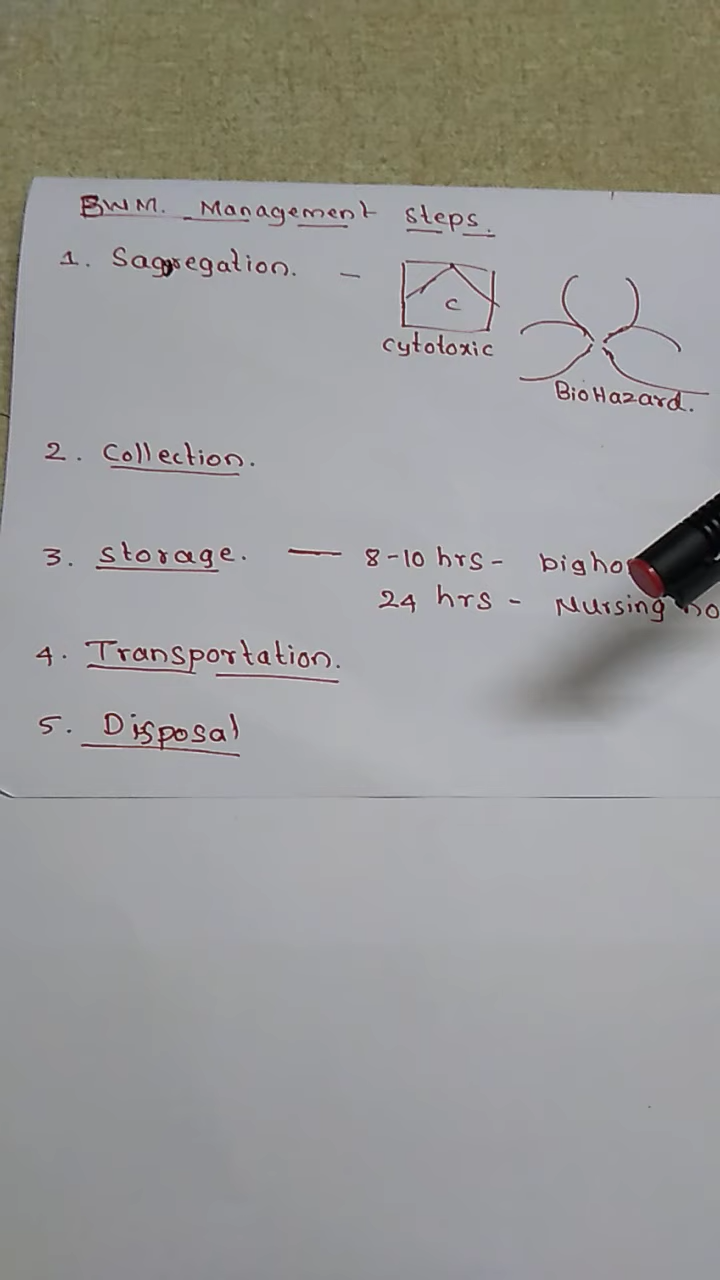 BWM. Management steps.
1. Saggregation. -
C
Cytotoxic
BioHazard.
2. Collection.
3. Storage. — 8-10 hrs -
24 hrs - Nursing
4. Transportation.
5. Disposal